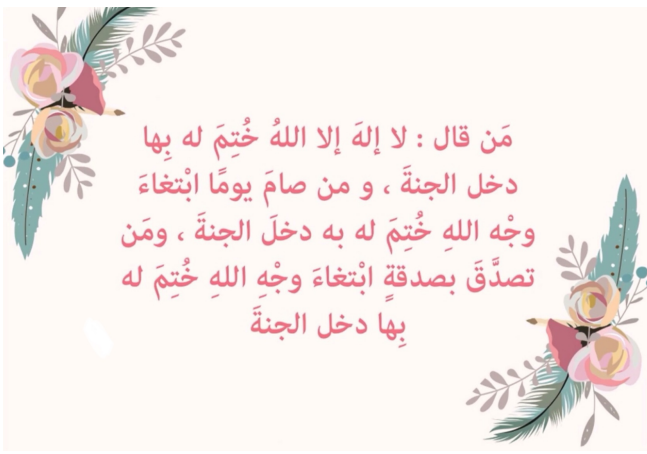 مَن قال : لا إلهَ إلا اللهُ خُتِمَ له بِها
دخل الجنةَ ، و من صامَ يومًا ابْتغاءَ
وجْه اللهِ خُتِمَ له به دخلَ الجنةَ ، ومَن
تصدَّقَ بصدقةٍ ابْتغاءَ وجْهِ اللهِ خُتِمَ له
بِها دخل الجنةَ